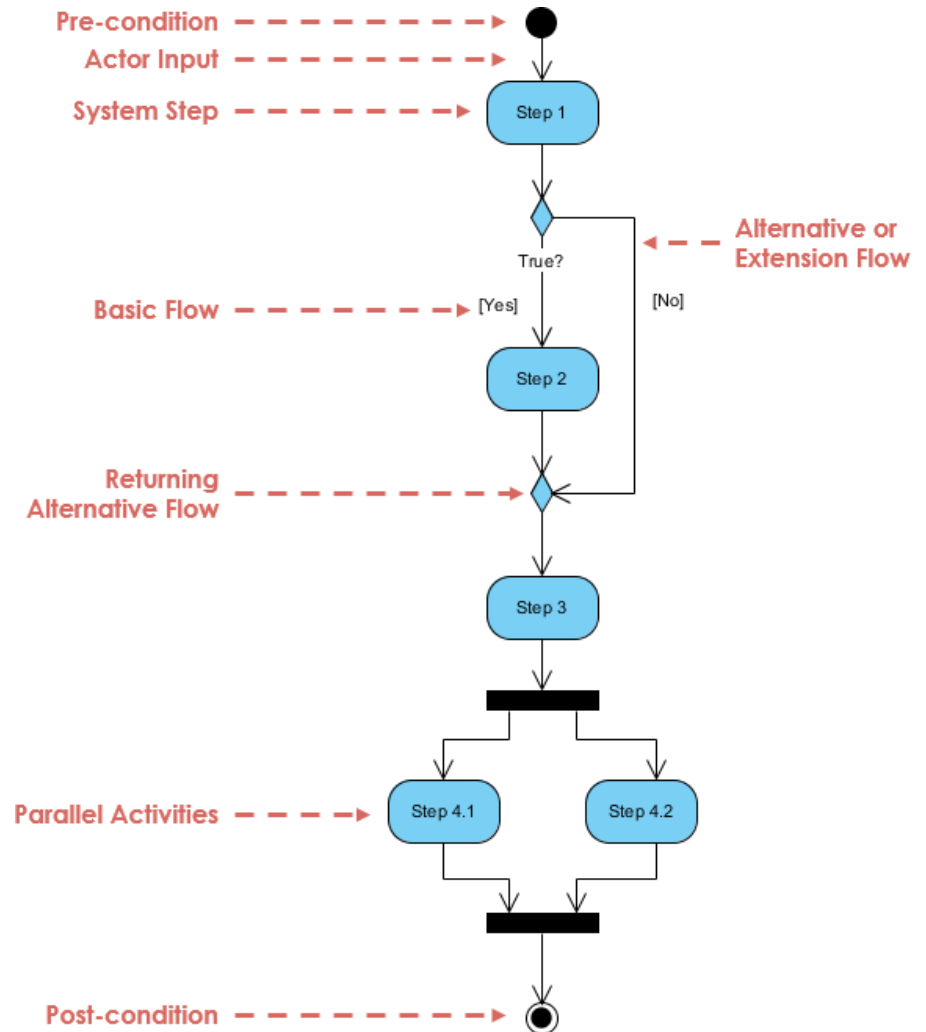 Pre-condition
Actor Input
System Step
Step 1
Alternative or
Extension Flow
True?
Basic Flow
[Yes]
[No]
Step 2
Returning
Alternative Flow
Step 3
Parallel Activities
Step 4.1
Step 4.2
Post-condition